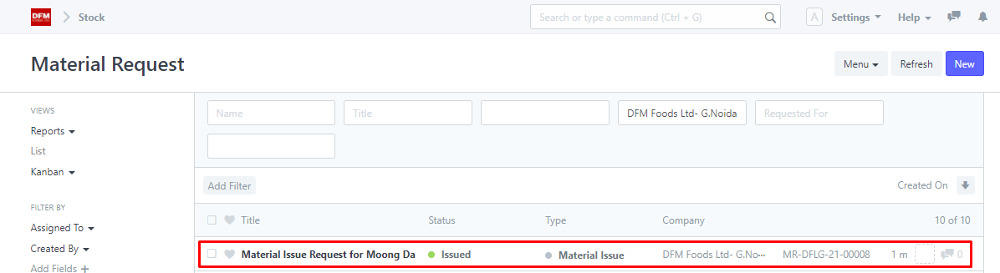 DFM
Stock
Search or type a command (Ctrl + G)
A
Settings
Help
Material Request
Menu
Refresh
New
VIEWS
Reports
List
Kanban
FILTER BY
Assigned To
Created By
Add Fields
Name
Title
DFM Foods Ltd- G.Noida
Requested For
Add Filter
Created On
Title
Status
Type
Company
10 of 10
Material Issue Request for Moong Da
Issued
Material Issue
DFM Foods Ltd- G.No···
MR-DFLG-21-00008
1 m
0